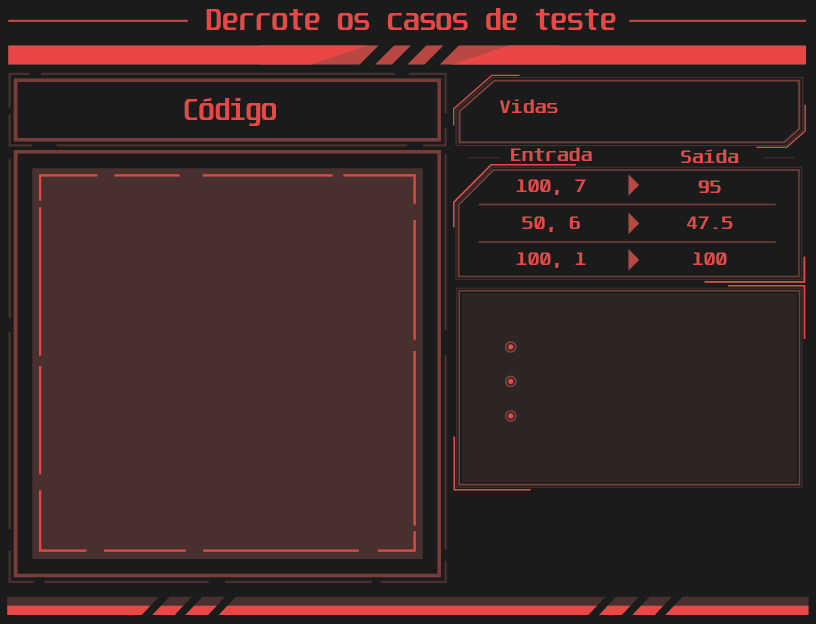 Derrote os casos de teste
Código
Vidas
Entrada Saída
100, 7 95
50, 6 47.5
100, 1 100